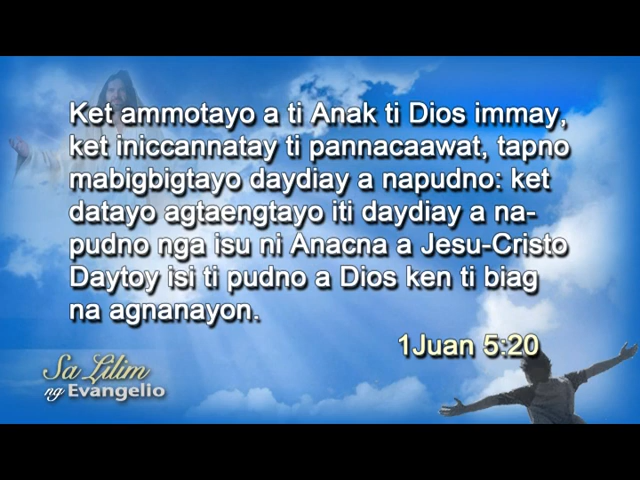 Ket ammotayo a ti Anak ti Dios immay,
ket iniccannatay ti pannacaawat, tapno
mabigbigtayo daydiay a napudno: ket
datayo agtaengtayo iti daydiay a na-
pudno nga isu ni Anacna a Jesu-Cristo
Daytoy isi ti pudno a Dios ken ti biag
na agnanayon.
1Juan 5:20
Sa Lilim
ng Evangelio